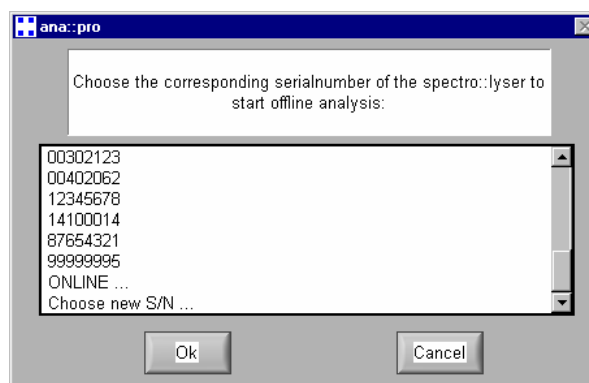 ana::pro
Choose the corresponding serialnumber of the spectro::lyser to
start offline analysis:
00302123
00402062
12345678
14100014
87654321
99999995
ONLINE ...
Choose new S/N ...
Ok
Cancel